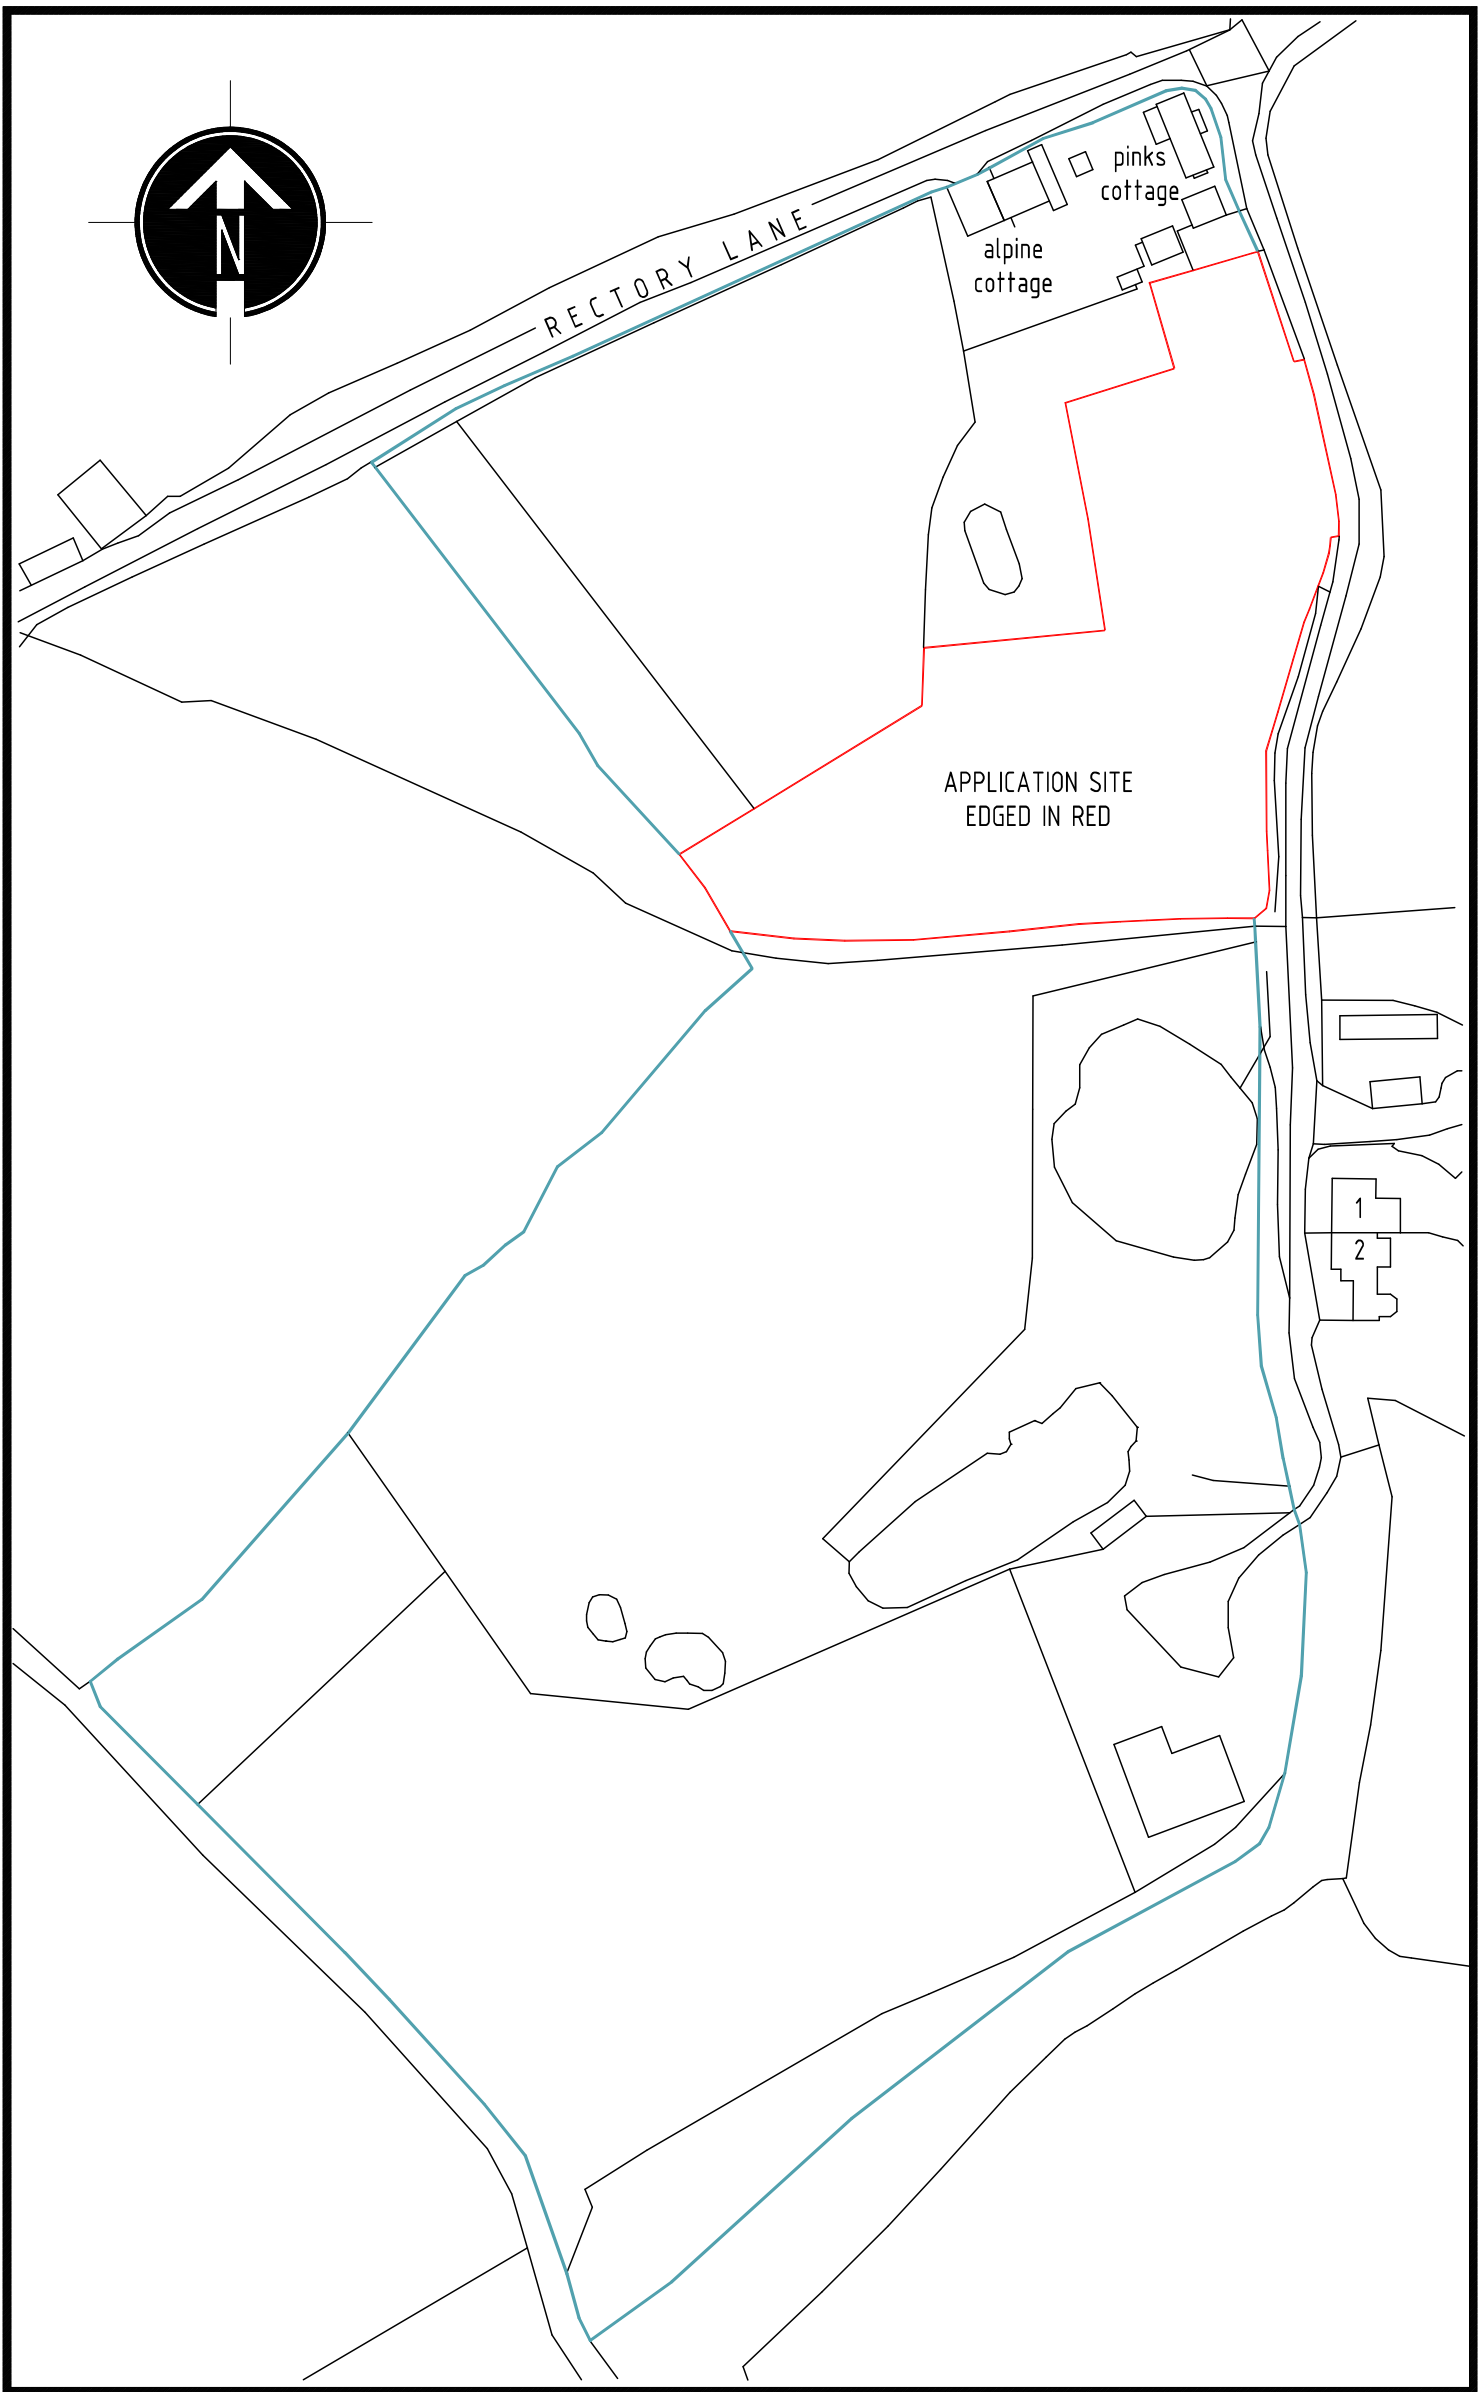 N
pinks
cottage
RECTORY LANE
alpine
cottage
APPLICATION SITE
EDGED IN RED
1
2